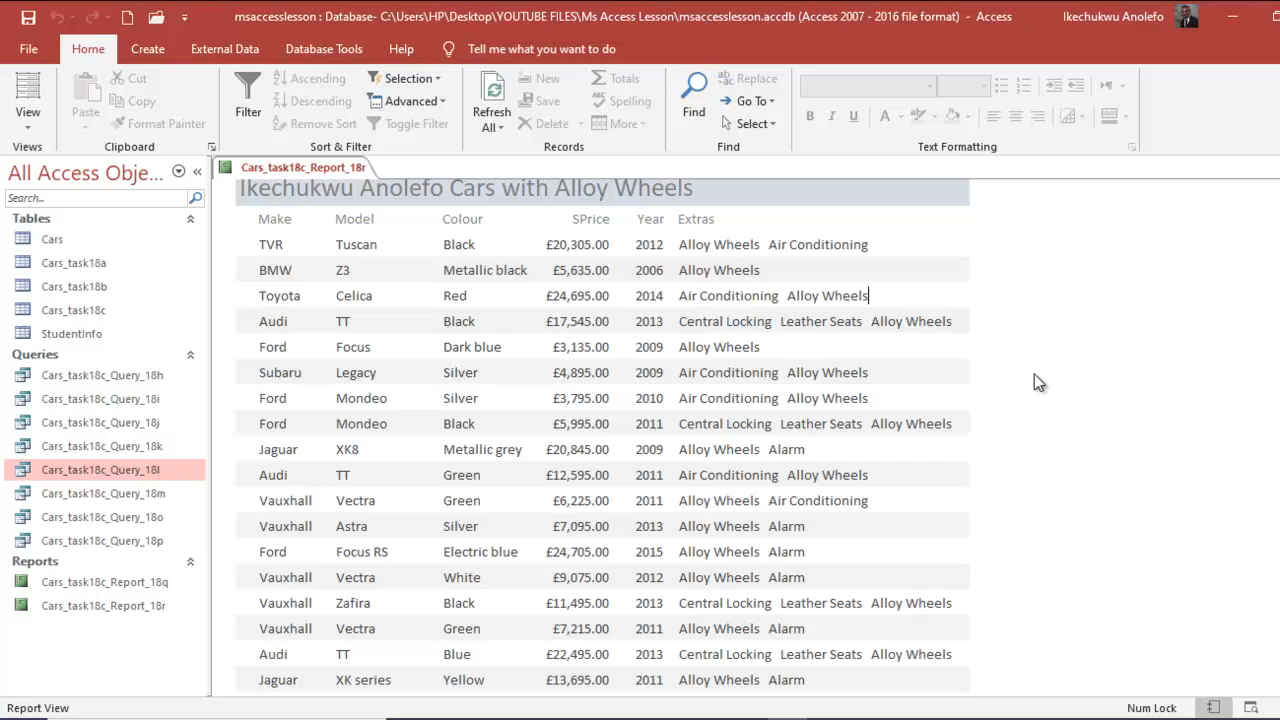 msaccesslesson : Database- C:\Users\HP\Desktop\YOUTUBE FILES\Ms Access Lesson\msaccesslesson.accdb (Access 2007 - 2016 file format) - Access Ikechukwu Anolefo
File Home Create External Data Database Tools Help Tell me what you want to do
Cut Ascending Selection New Totals Replace
Copy Descending Advanced Save Spelling Go To
View Paste Format Painter Filter Toggle Filter Refresh All Delete More Find Select B I U A
Views Clipboard Sort & Filter Records Find Text Formatting
All Access Obje... « Cars_task18c_Report_18r
Search... Ikechukwu Anolefo Cars with Alloy Wheels
Tables Make Model Colour SPrice Year Extras
Cars TVR Tuscan Black £20,305.00 2012 Alloy Wheels Air Conditioning
Cars_task18a BMW Z3 Metallic black £5,635.00 2006 Alloy Wheels
Cars_task18b Toyota Celica Red £24,695.00 2014 Air Conditioning Alloy Wheels
Cars_task18c Audi TT Black £17,545.00 2013 Central Locking Leather Seats Alloy Wheels
StudentInfo Ford Focus Dark blue £3,135.00 2009 Alloy Wheels
Queries Subaru Legacy Silver £4,895.00 2009 Air Conditioning Alloy Wheels
Cars_task18c_Query_18h Ford Mondeo Silver £3,795.00 2010 Air Conditioning Alloy Wheels
Cars_task18c_Query_18i Ford Mondeo Black £5,995.00 2011 Central Locking Leather Seats Alloy Wheels
Cars_task18c_Query_18j Jaguar XK8 Metallic grey £20,845.00 2009 Alloy Wheels Alarm
Cars_task18c_Query_18k Audi TT Green £12,595.00 2011 Air Conditioning Alloy Wheels
Cars_task18c_Query_18l Vauxhall Vectra Green £6,225.00 2011 Alloy Wheels Air Conditioning
Cars_task18c_Query_18m Vauxhall Astra Silver £7,095.00 2013 Alloy Wheels Alarm
Cars_task18c_Query_18o Ford Focus RS Electric blue £24,705.00 2015 Alloy Wheels Alarm
Cars_task18c_Query_18p Vauxhall Vectra White £9,075.00 2012 Alloy Wheels Alarm
Reports Vauxhall Zafira Black £11,495.00 2013 Central Locking Leather Seats Alloy Wheels
Cars_task18c_Report_18q Vauxhall Vectra Green £7,215.00 2011 Alloy Wheels Alarm
Cars_task18c_Report_18r Audi TT Blue £22,495.00 2013 Central Locking Leather Seats Alloy Wheels
Jaguar XK series Yellow £13,695.00 2011 Alloy Wheels Alarm
Report View Num Lock